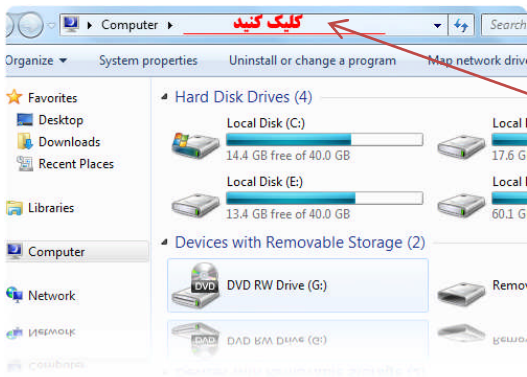 Computer
کلیک کنید
Search
Organize
System properties
Uninstall or change a program
Map network drive
Favorites
Desktop
Downloads
Recent Places
Libraries
Computer
Network
Hard Disk Drives (4)
Local Disk (C:)
14.4 GB free of 40.0 GB
Local
17.6 G
Local Disk (E:)
13.4 GB free of 40.0 GB
Local
60.1 G
Devices with Removable Storage (2)
DVD
DVD RW Drive (G:)
Remov